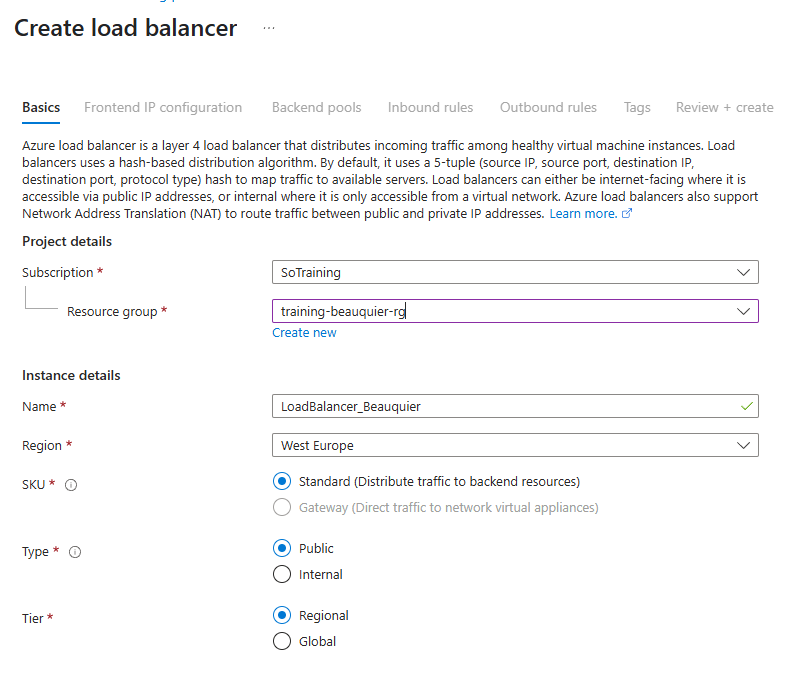 Create load balancer ...
Basics Frontend IP configuration Backend pools Inbound rules Outbound rules Tags Review + create
Azure load balancer is a layer 4 load balancer that distributes incoming traffic among healthy virtual machine instances. Load
balancers uses a hash-based distribution algorithm. By default, it uses a 5-tuple (source IP, source port, destination IP,
destination port, protocol type) hash to map traffic to available servers. Load balancers can either be internet-facing where it is
accessible via public IP addresses, or internal where it is only accessible from a virtual network. Azure load balancers also support
Network Address Translation (NAT) to route traffic between public and private IP addresses. Learn more.
Project details
Subscription * SoTraining
Resource group * training-beauquier-rg
Create new
Instance details
Name * LoadBalancer_Beauquier
Region * West Europe
SKU * Standard (Distribute traffic to backend resources)
Gateway (Direct traffic to network virtual appliances)
Type * Public
Internal
Tier * Regional
Global